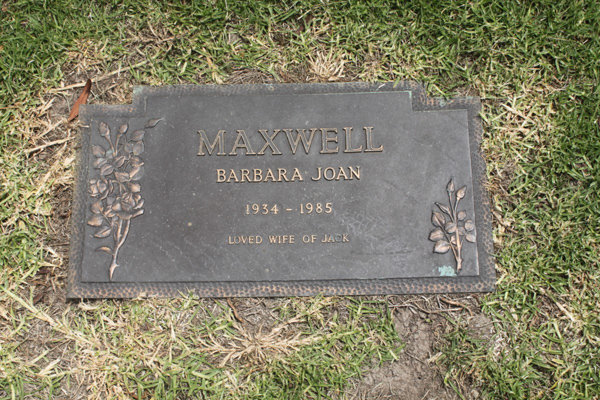 MAXWELL
BARBARA JOAN
1934 - 1985
LOVED WIFE OF JACK